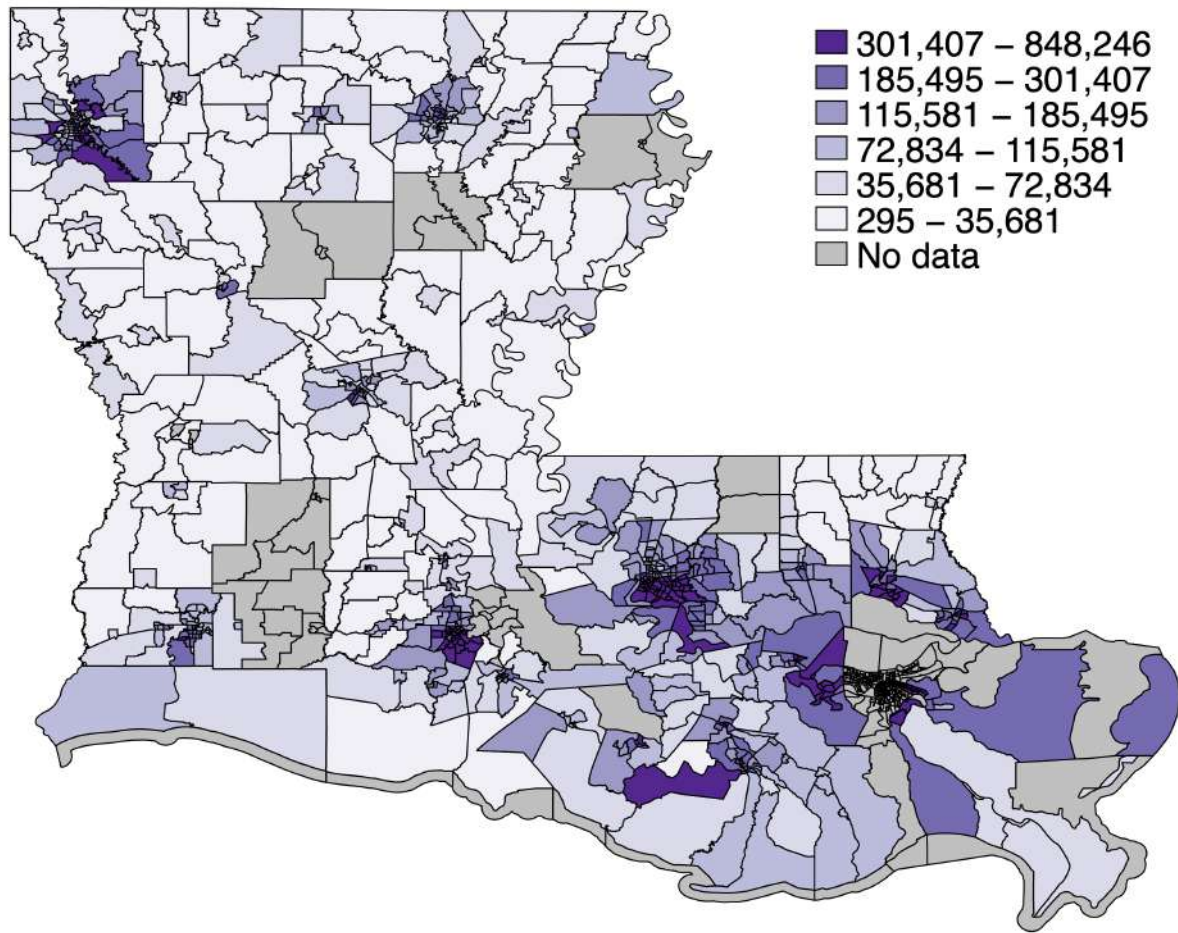 301,407 – 848,246
185,495 – 301,407
115,581 – 185,495
72,834 – 115,581
35,681 – 72,834
295 – 35,681
No data